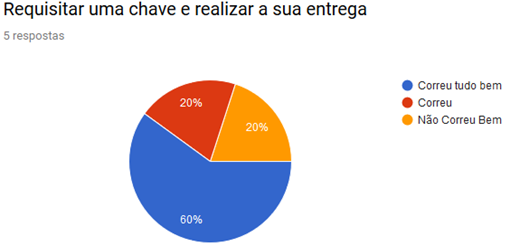 Requisitar uma chave e realizar a sua entrega
5 respostas
Correu tudo bem
Correu
Não Correu Bem
20%
20%
60%